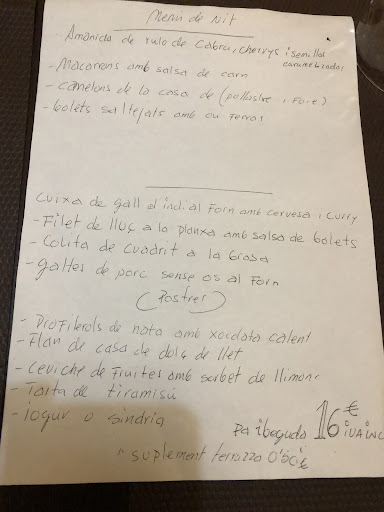 Menu de Nit
- Amanida de rulo de Cabra, cherrys i semillas
caramelizadas
- Macarrons amb salsa de carn
- canelons de la casa de (pollastre i Foie)
- bolets saltejats amb ou Ferrat
Cuixa de gall d'indi al Forn amb cervesa i Curry
- Filet de lluç a la planxa amb salsa de bolets
- Colita de cuadrit a la brasa
- galtes de porc sense os al Forn
(Postres)
- Profiterols de nata amb xocolata calent
- Flan de casa de dolç de llet
- Ceviche de Fruites amb sorbet de llimona
- Tarta de tiramisú
- Iogur o sindria
Pa i beguda 16€ iVA iNC
" suplement terrazza 0'50€